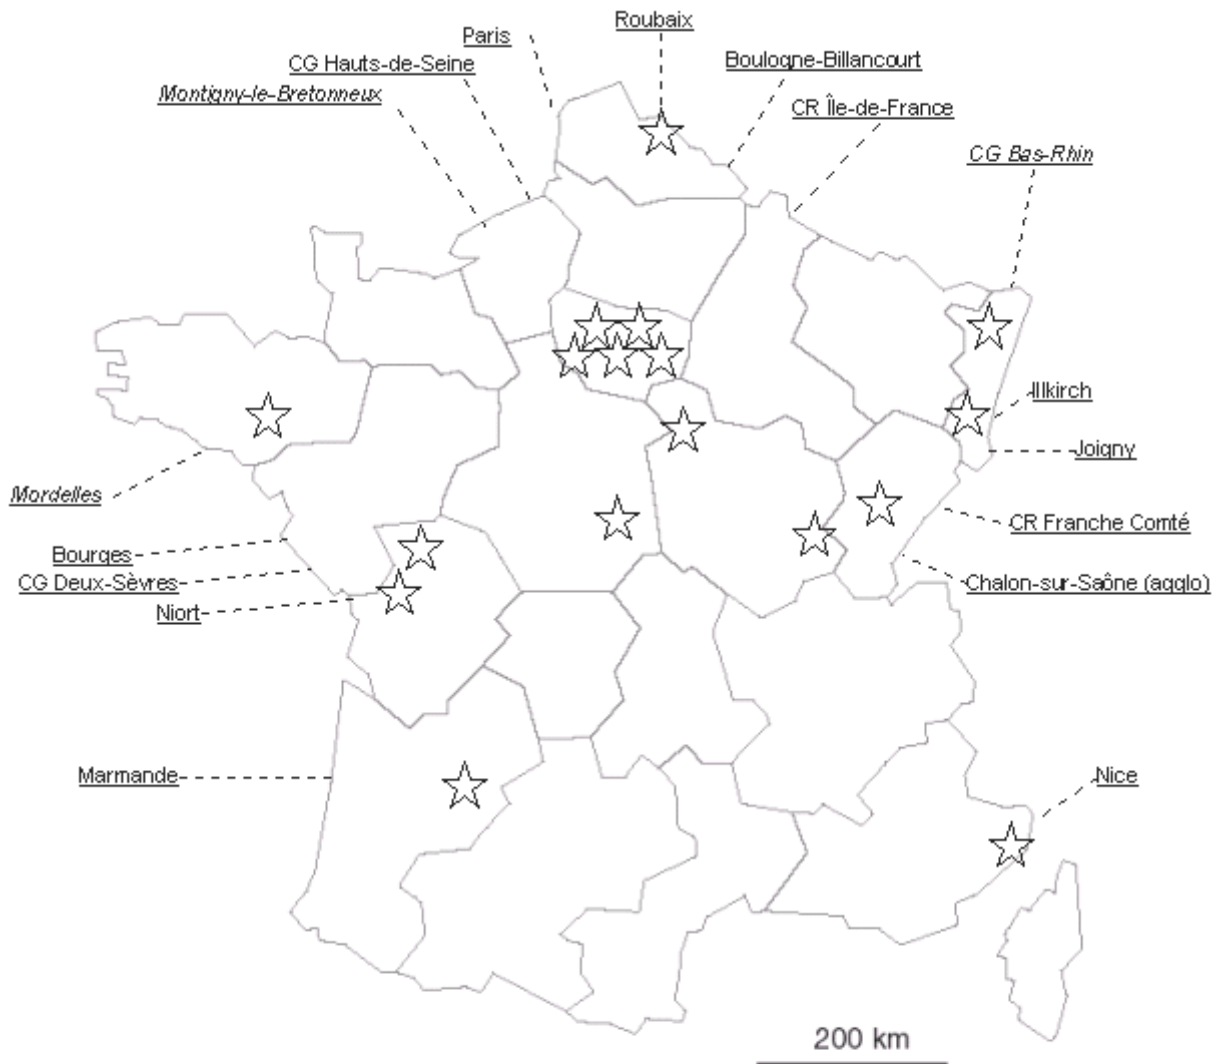 Roubaix
Paris
Boulogne-Billancourt
CG Hauts-de-Seine
Montigny-le-Bretonneux
CR Île-de-France
CG Bas-Rhin
Illkirch
Joigny
Mordelles
CR Franche Comté
Bourges
CG Deux-Sèvres
Chalon-sur-Saône (agglo)
Niort
Marmande
Nice
200 km